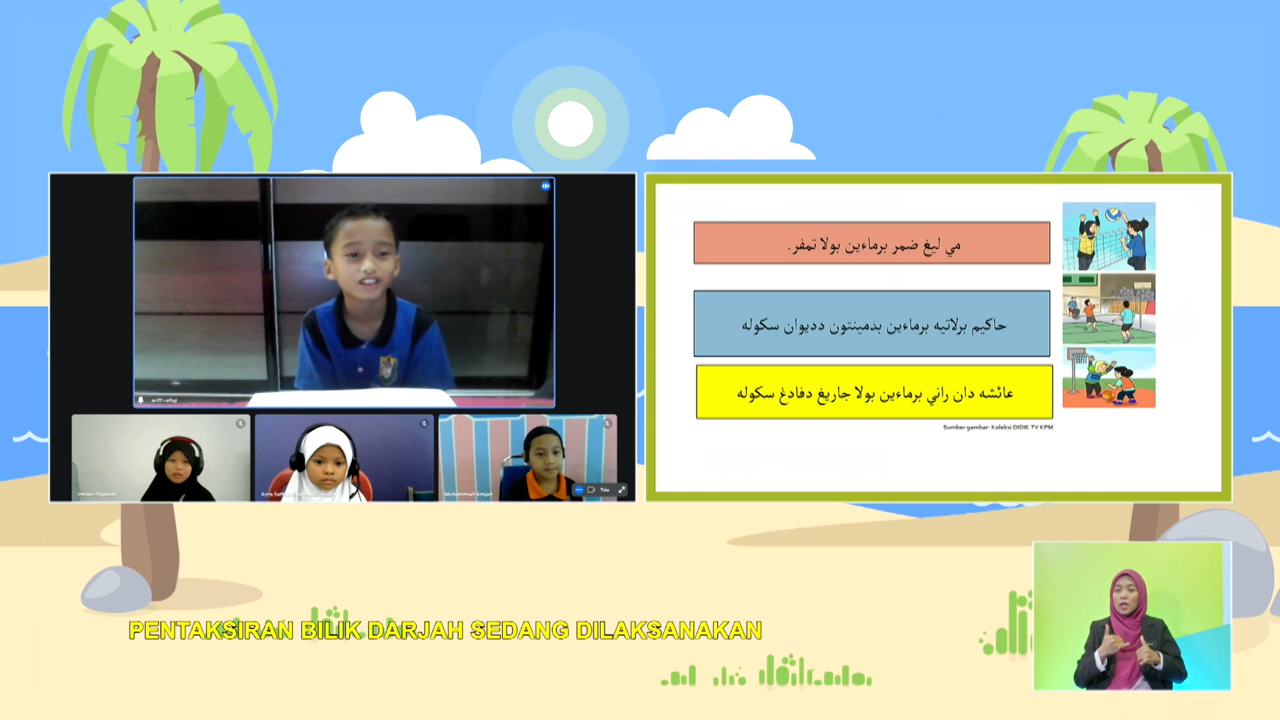 مي ليغ ضمر برماءين بولا تمفر.
حاكيم برلاتيه برماءين بدمينتون دديوان سكوله
عائشه دان راني برماءين بولا جاريغ دفادغ سكوله
Sumber gambar: Koleksi DIDIK TV KPM
PENTAKSIRAN BILIK DARJAH SEDANG DILAKSANAKAN